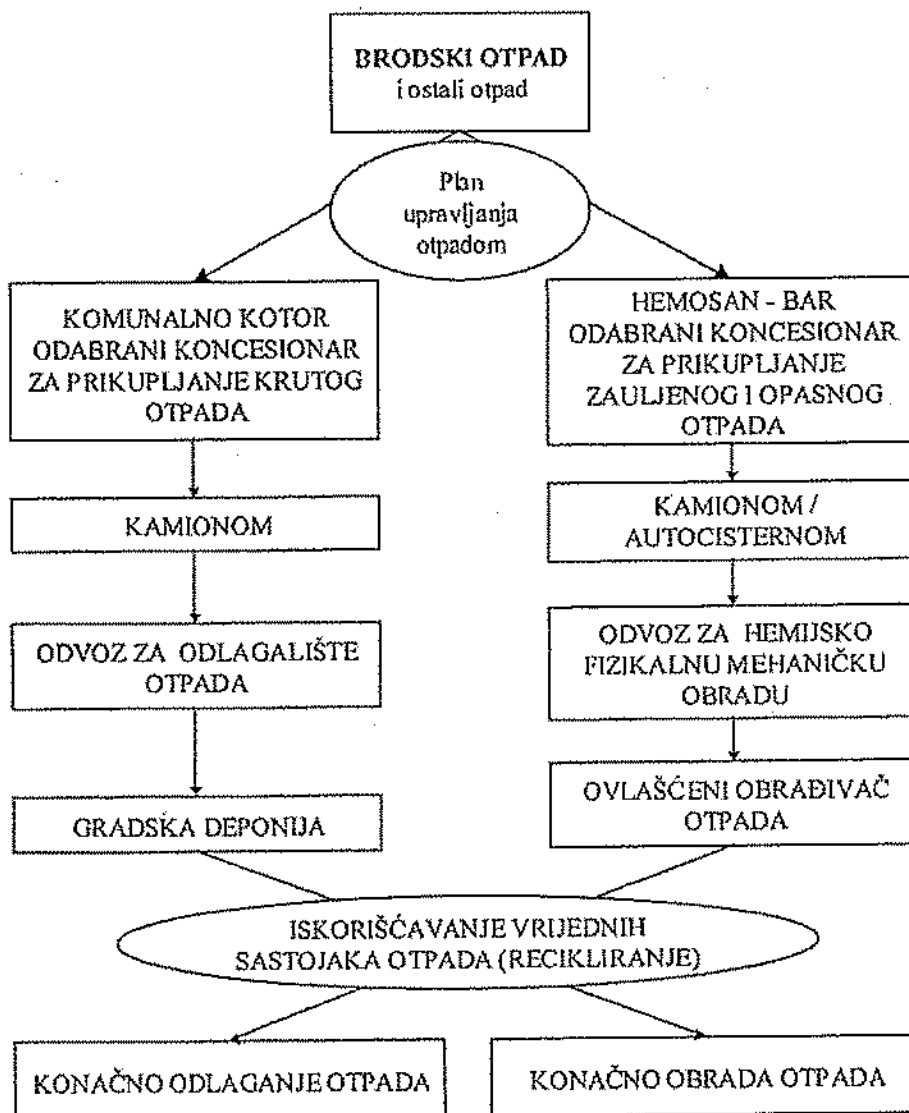 BRODSKI OTPAD
i ostali otpad
Plan
upravljanja
otpadom
KOMUNALNO KOTOR
ODABRANI KONCESIONAR
ZA PRIKUPLJANJE KRUTOG
OTPADA
HEMOSAN - BAR
ODABRANI KONCESIONAR
ZA PRIKUPLJANJE
ZAULJENOG I OPASNOG
OTPADA
KAMIONOM
KAMIONOM /
AUTOCISTERNOM
ODVOZ ZA ODLAGALIŠTE
OTPADA
ODVOZ ZA HEMIJSKO
FIZIKALNU MEHANIČKU
OBRADU
GRADSKA DEPONIJA
OVLAŠĆENI OBRAĐIVAČ
OTPADA
ISKORIŠĆAVANJE VRIJEDNIH
SASTOJAKA OTPADA (RECIKLIRANJE)
KONAČNO ODLAGANJE OTPADA
KONAČNO OBRADA OTPADA